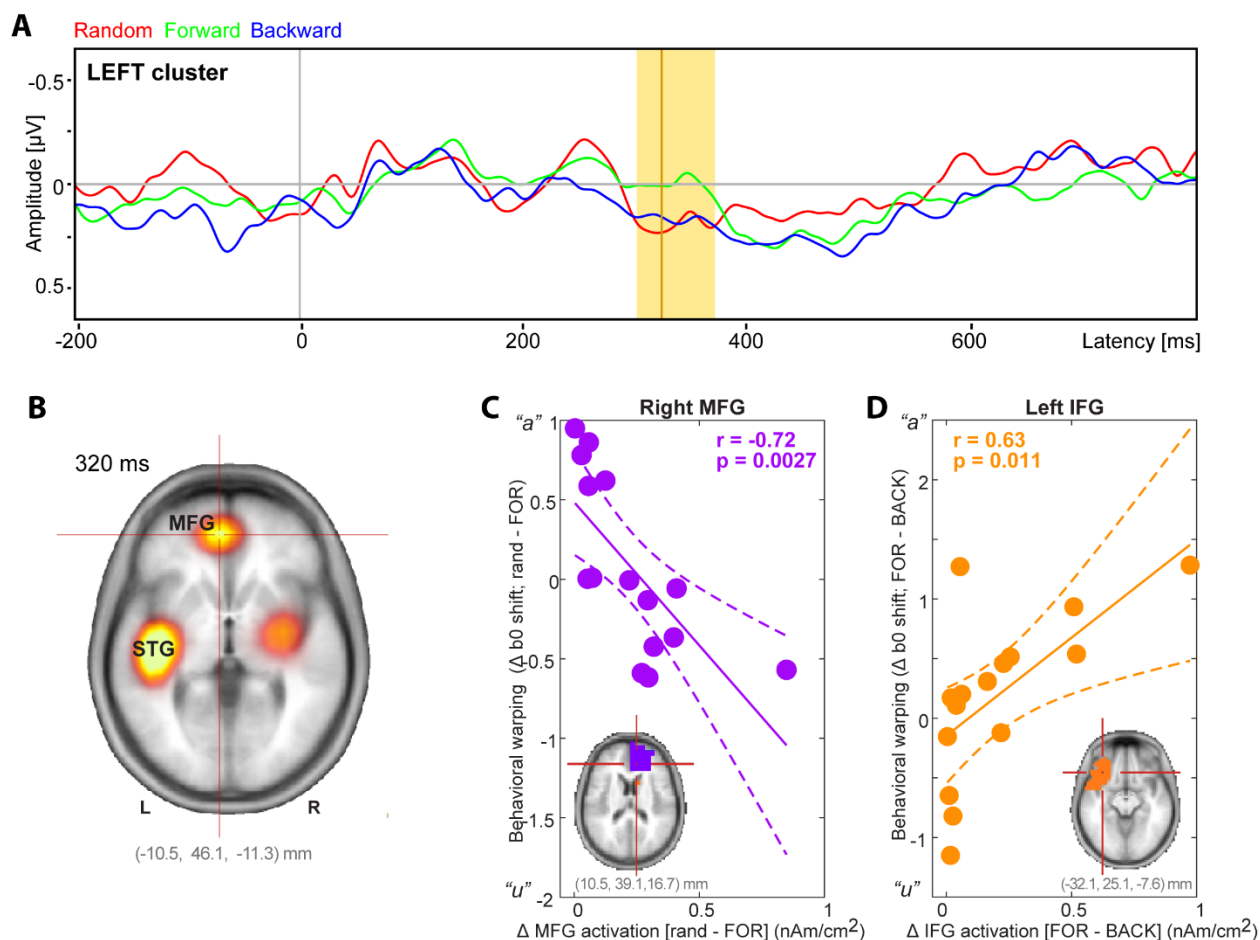 A
Random Forward Backward
LEFT cluster
Amplitude [µV]
-0.5
0
0.5
-200
0
200
400
600
Latency [ms]
B
320 ms
MFG
STG
L
R
(-10.5, 46.1, -11.3) mm
C
Right MFG
"a"
r = -0.72
p = 0.0027
Behavioral warping (Δ b0 shift; rand - FOR)
1
0.5
0
-0.5
-1
-1.5
-2
"u"
(10.5, 39.1,16.7) mm
0
0.5
1
Δ MFG activation [rand - FOR] (nAm/cm²)
D
Left IFG
"a"
r = 0.63
p = 0.011
Behavioral warping (Δ b0 shift; FOR - BACK)
2
1
0
-1
"u"
(-32.1, 25.1, -7.6) mm
0
0.5
1
Δ IFG activation [FOR - BACK] (nAm/cm²)